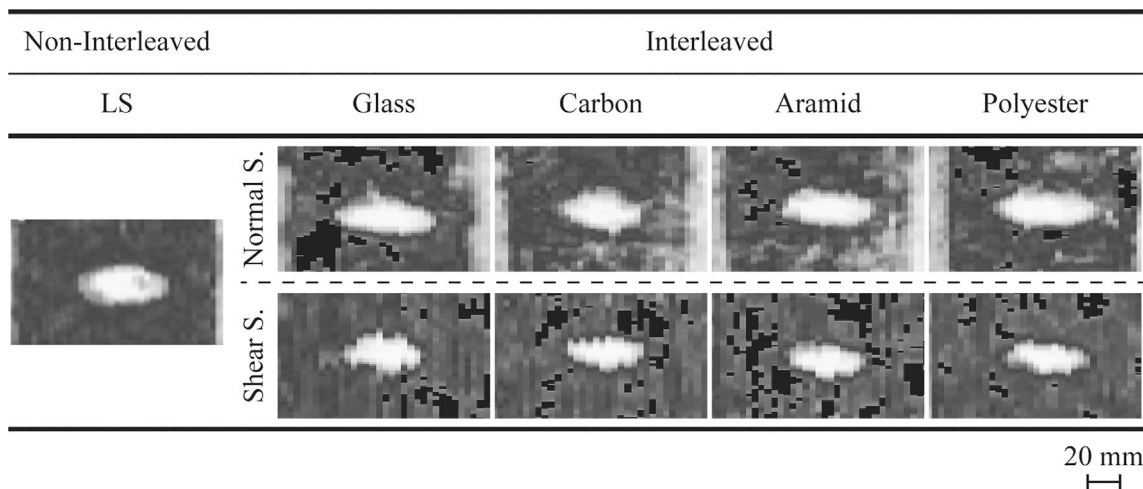 Non-Interleaved Interleaved
LS Glass Carbon Aramid Polyester
Normal S.
Shear S.
20 mm